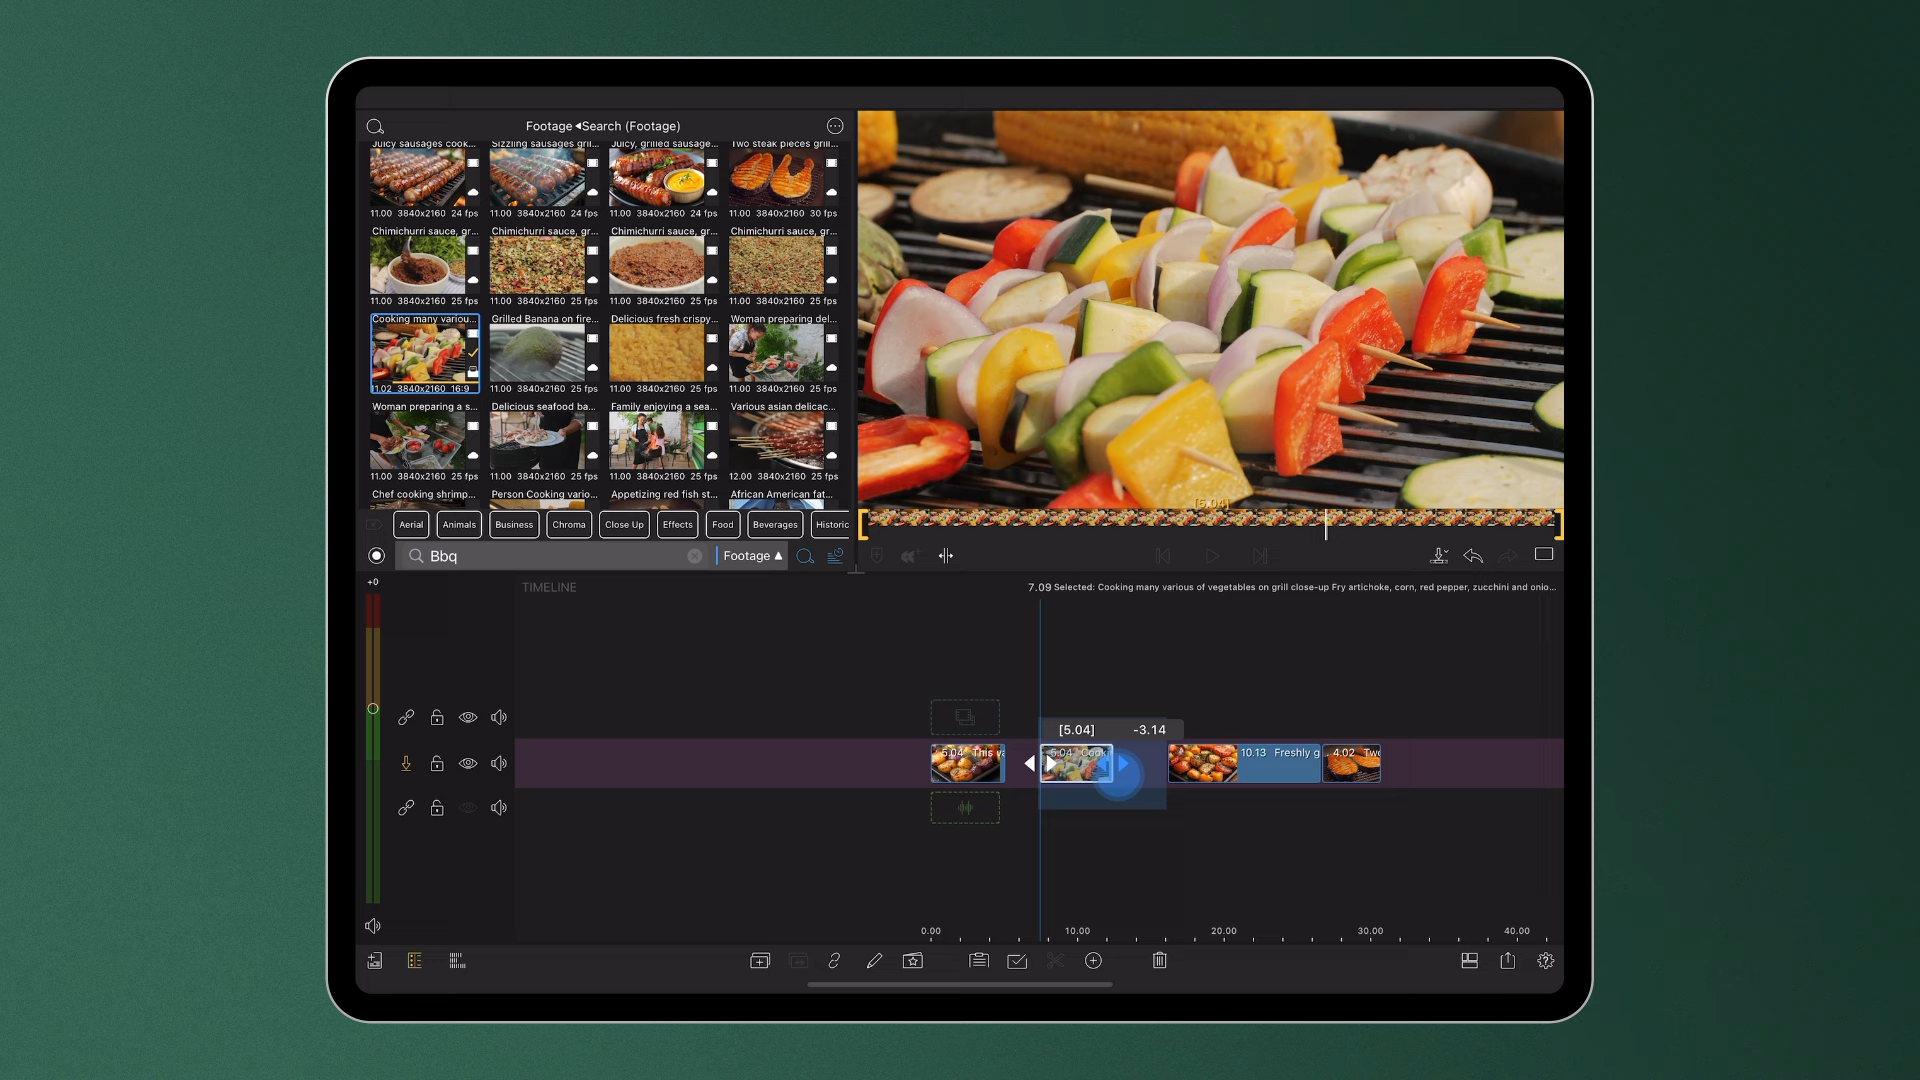 Footage ◀Search (Footage)
Juicy sausages cook... Sizzling sausages gril... Juicy, grilled sausage... Two steak pieces grill...
11.00 3840x2160 24 fps 11.00 3840x2160 24 fps 11.00 3840x2160 24 fps 11.00 3840x2160 30 fps
Chimichurri sauce, gr... Chimichurri sauce, gr... Chimichurri sauce, gr... Chimichurri sauce, gr...
11.00 3840x2160 25 fps 11.00 3840x2160 25 fps 11.00 3840x2160 25 fps 11.00 3840x2160 25 fps
Cooking many variou... Grilled Banana on fire... Delicious fresh crispy... Woman preparing del...
11.02 3840x2160 16:9 11.00 3840x2160 25 fps 11.00 3840x2160 25 fps 11.00 3840x2160 25 fps
Woman preparing a s... Delicious seafood ba... Family enjoying a sea... Various asian delicac...
11.00 3840x2160 25 fps 11.00 3840x2160 25 fps 11.00 3840x2160 25 fps 12.00 3840x2160 25 fps
Chef cooking shrimp... Person Cooking vario... Appetizing red fish st... African American fat...
[5.04]
Aerial Animals Business Chroma Close Up Effects Food Beverages Historic
Bbq Footage ▲
+0
TIMELINE
7.09 Selected: Cooking many various of vegetables on grill close-up Fry artichoke, corn, red pepper, zucchini and onio...
[5.04] -3.14
5.04 This va 5.04 Cook 10.13 Freshly g 4.02 Two
0.00 10.00 20.00 30.00 40.00